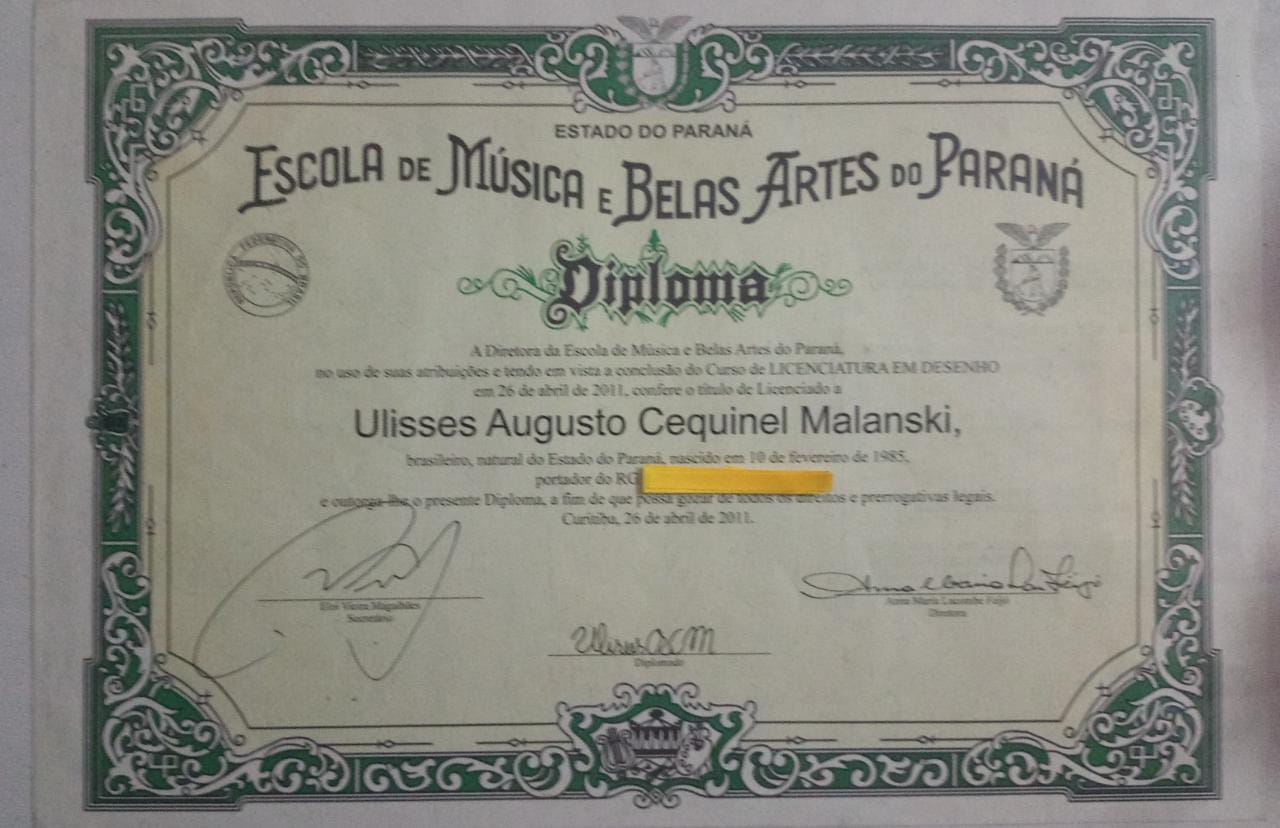 ESTADO DO PARANÁ
ESCOLA DE MÚSICA E BELAS ARTES DO PARANÁ
REPÚBLICA FEDERATIVA DO BRASIL
Diploma
A Diretora da Escola de Música e Belas Artes do Paraná,
no uso de suas atribuições e tendo em vista a conclusão do Curso de LICENCIATURA EM DESENHO
em 26 de abril de 2011, confere o título de Licenciado a
Ulisses Augusto Cequinel Malanski,
brasileiro, natural do Estado do Paraná, nascido em 10 de fevereiro de 1985,
portador do RG
e outorga-lhe o presente Diploma, a fim de que possa gozar de todos os direitos e prerrogativas legais.
Curitiba, 26 de abril de 2011.
Vieira Magalhães
Secretário
Anna Maria Lacombe Feijó
Diretora
Ulisses ACM
Diplomado